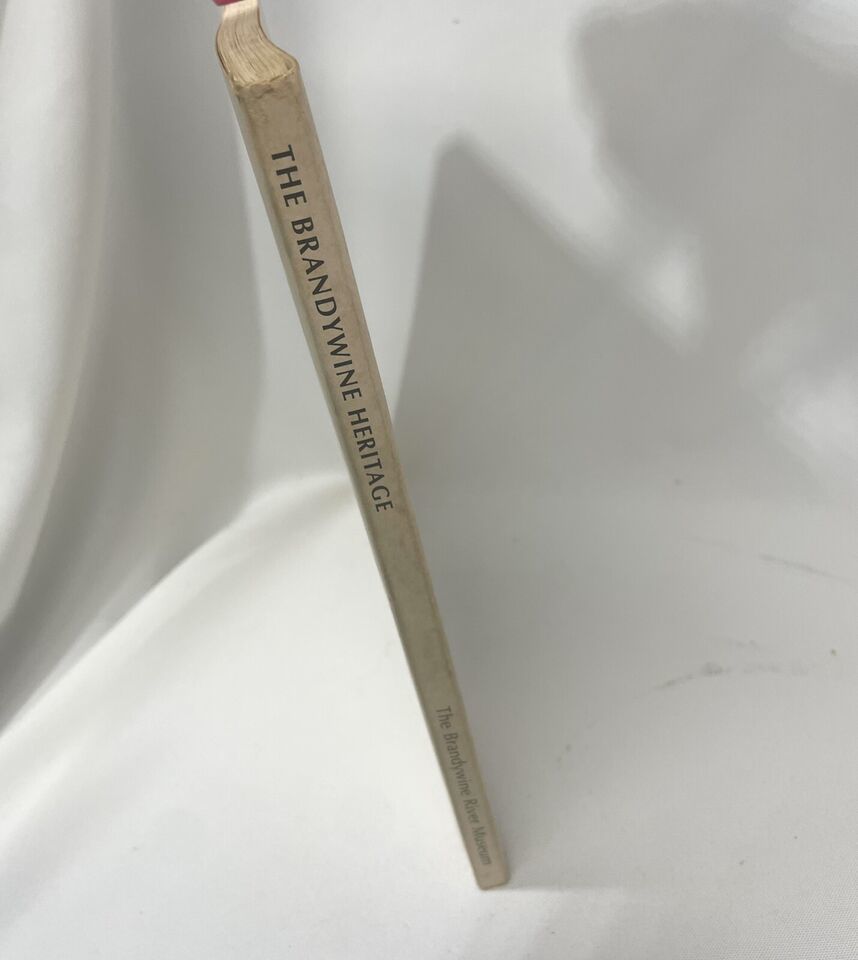 THE BRANDYWINE HERITAGE
The Brandywine River Museum